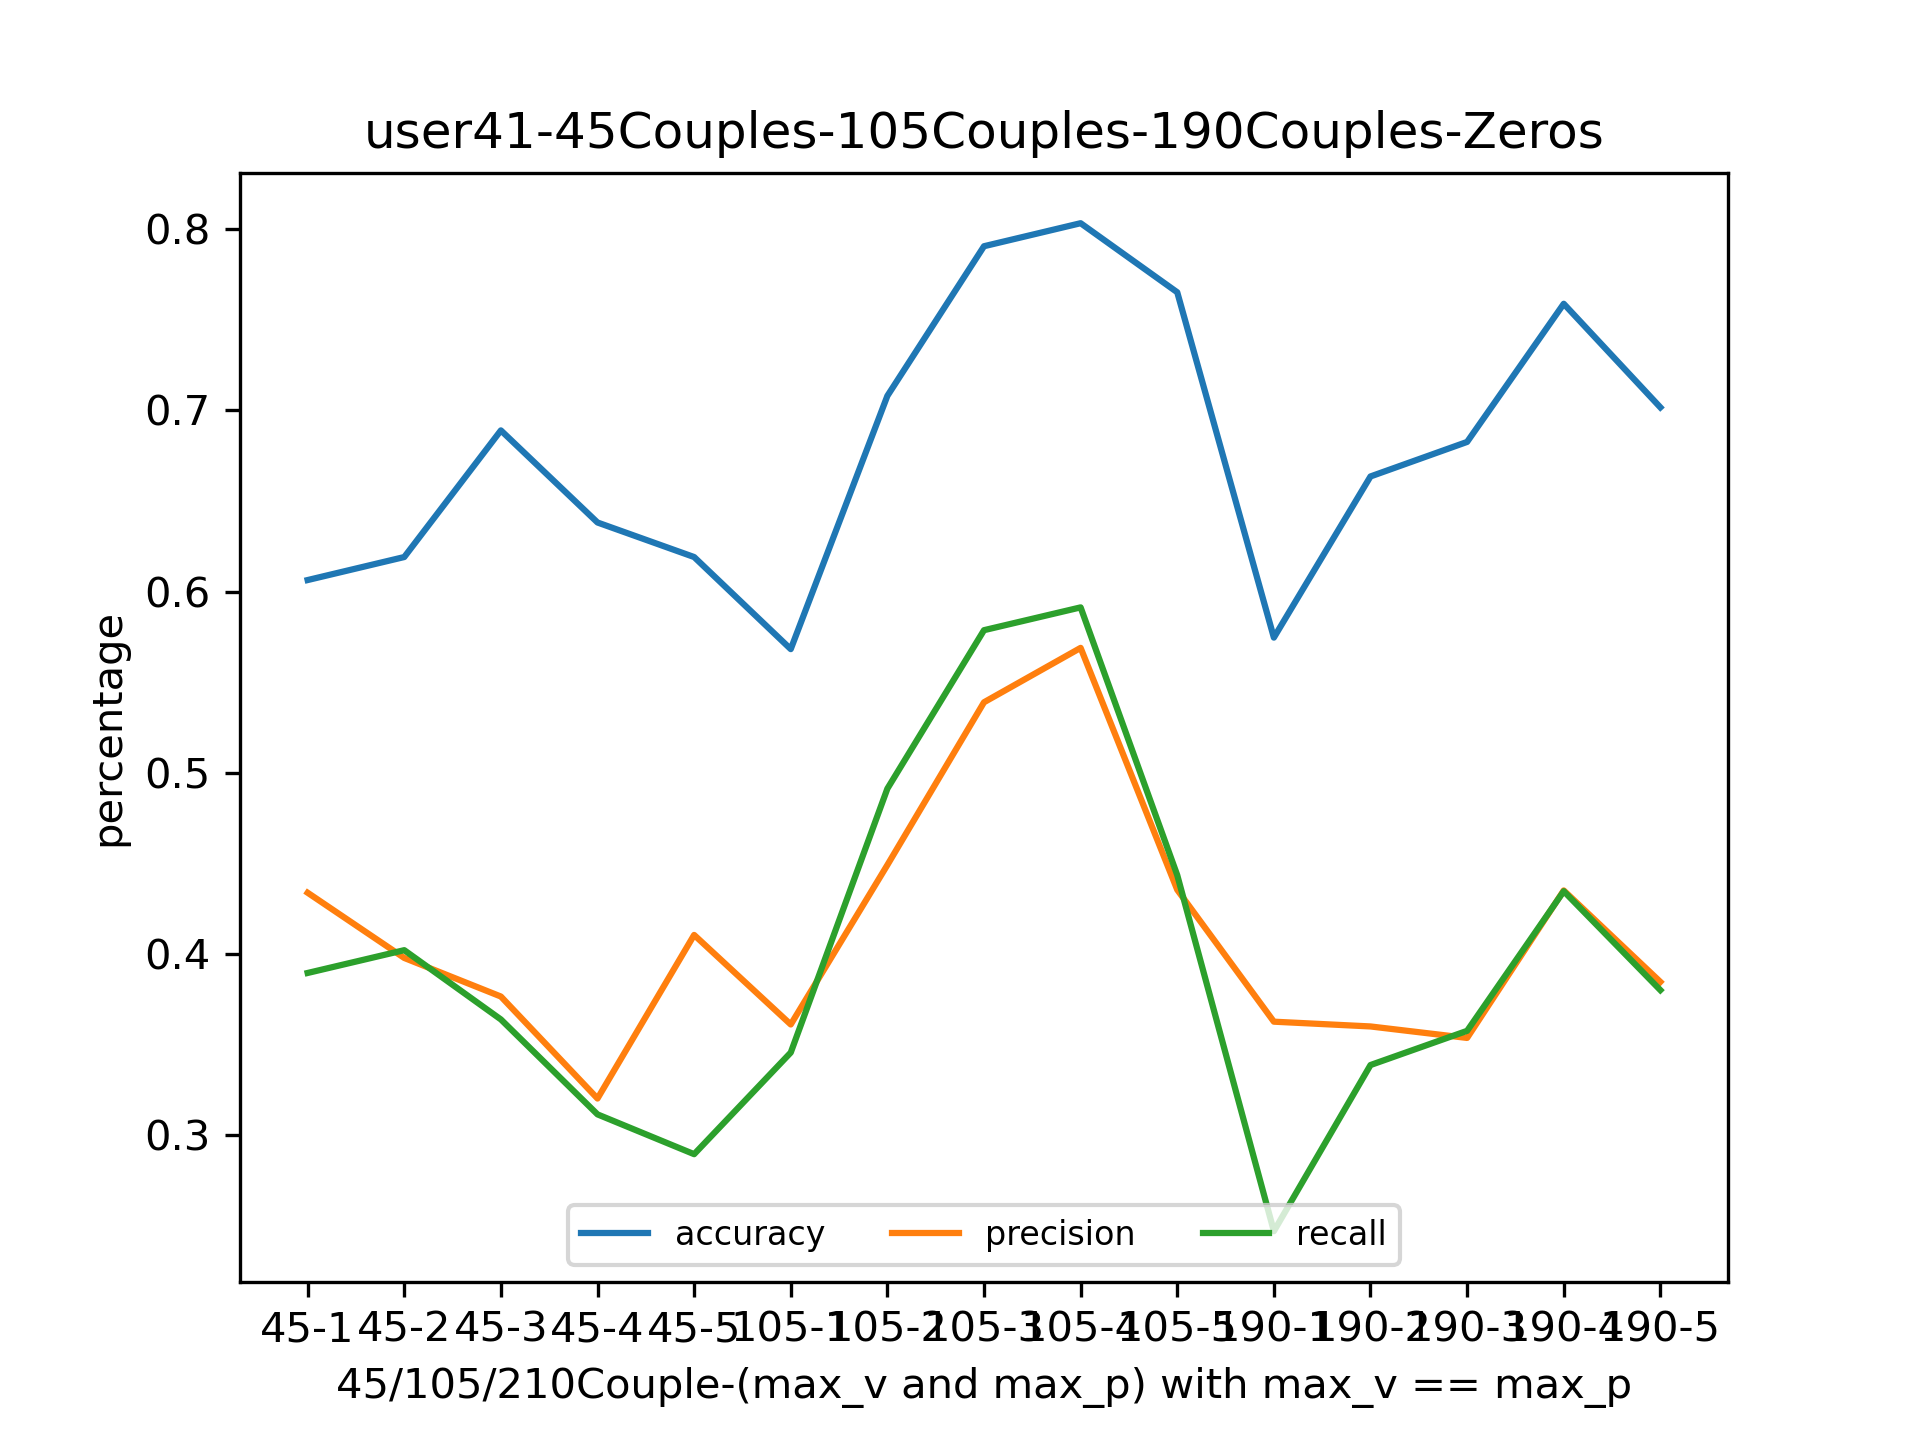 user41-45Couples-105Couples-190Couples-Zeros
0.8
0.7
0.6
0.5
0.4
0.3
percentage
accuracy precision recall
45-1 45-2 45-3 45-4 45-5 105-1 105-2 105-3 105-4 105-5 190-1 190-2 190-3 190-4 190-5
45/105/210Couple-(max_v and max_p) with max_v == max_p